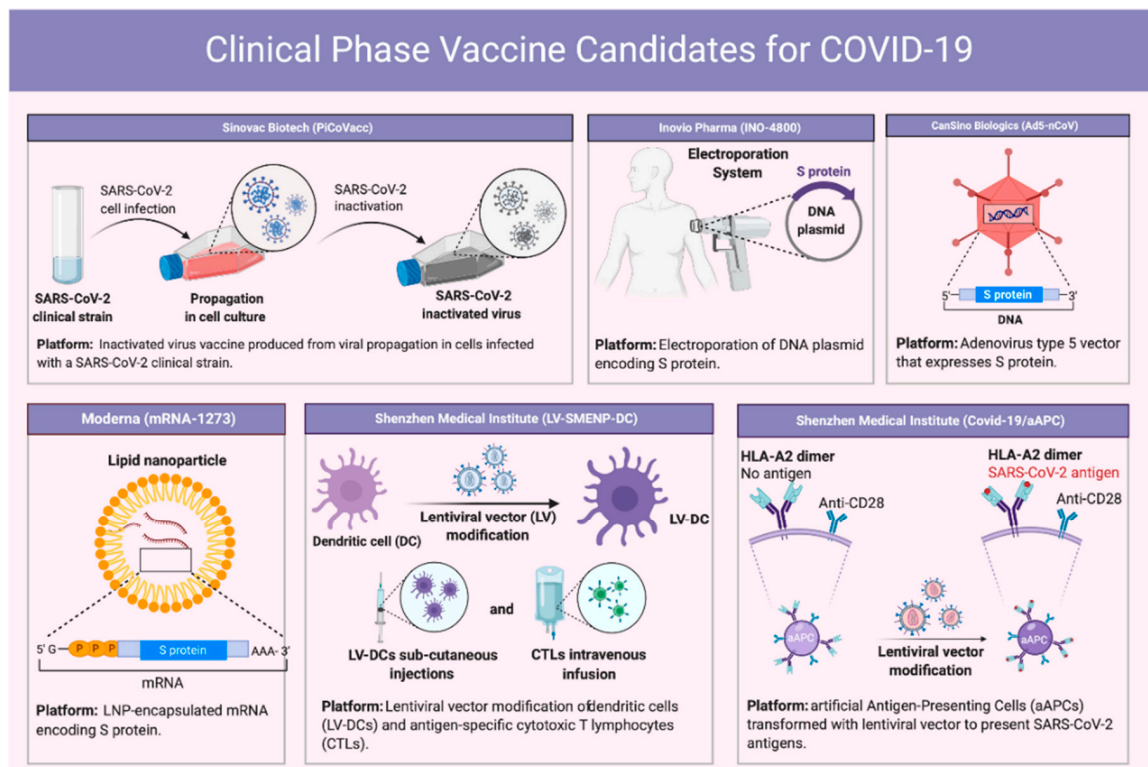 Clinical Phase Vaccine Candidates for COVID-19
Sinovac Biotech (PiCoVacc)
SARS-CoV-2
cell infection
SARS-CoV-2
inactivation
SARS-CoV-2
clinical strain
Propagation
in cell culture
SARS-CoV-2
inactivated virus
Platform: Inactivated virus vaccine produced from viral propagation in cells infected
with a SARS-CoV-2 clinical strain.
Inovio Pharma (INO-4800)
Electroporation
System
S protein
DNA
plasmid
Platform: Electroporation of DNA plasmid
encoding S protein.
CanSino Biologics (Ad5-nCoV)
5'
S protein
3'
DNA
Platform: Adenovirus type 5 vector
that expresses S protein.
Moderna (mRNA-1273)
Lipid nanoparticle
5' G
P P P
S protein
AAA- 3'
mRNA
Platform: LNP-encapsulated mRNA
encoding S protein.
Shenzhen Medical Institute (LV-SMENP-DC)
Dendritic cell (DC)
Lentiviral vector (LV)
modification
LV-DC
and
LV-DCs sub-cutaneous
injections
CTLs intravenous
infusion
Platform: Lentiviral vector modification of dendritic cells
(LV-DCs) and antigen-specific cytotoxic T lymphocytes
(CTLs).
Shenzhen Medical Institute (Covid-19/aAPC)
HLA-A2 dimer
No antigen
Anti-CD28
HLA-A2 dimer
SARS-CoV-2 antigen
Anti-CD28
aAPC
Lentiviral vector
modification
aAPC
Platform: artificial Antigen-Presenting Cells (aAPCs)
transformed with lentiviral vector to present SARS-CoV-2
antigens.